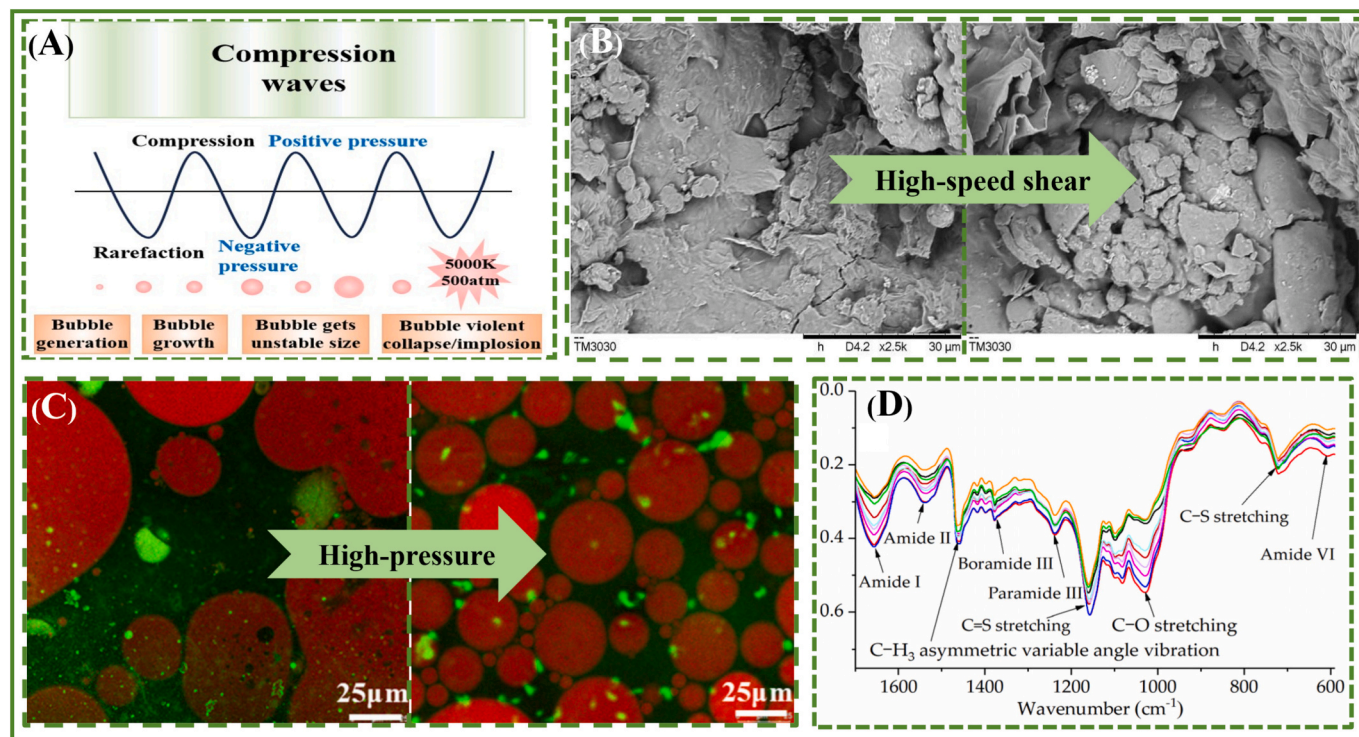 (A)
Compression
waves
Compression Positive pressure
Rarefaction Negative
pressure
5000K
500atm
Bubble
generation
Bubble
growth
Bubble gets
unstable size
Bubble violent
collapse/implosion
(B)
High-speed shear
TM3030
h D4.2 x2.5k 30 μm
TM3030
h D4.2 x2.5k 30 μm
(C)
High-pressure
25μm
25μm
(D)
0.0
0.2
0.4
0.6
Amide I
Amide II
Boramide III
Paramide III
C=S stretching
C−H3 asymmetric variable angle vibration
C−O stretching
C−S stretching
Amide VI
1600 1400 1200 1000 800 600
Wavenumber (cm-1)